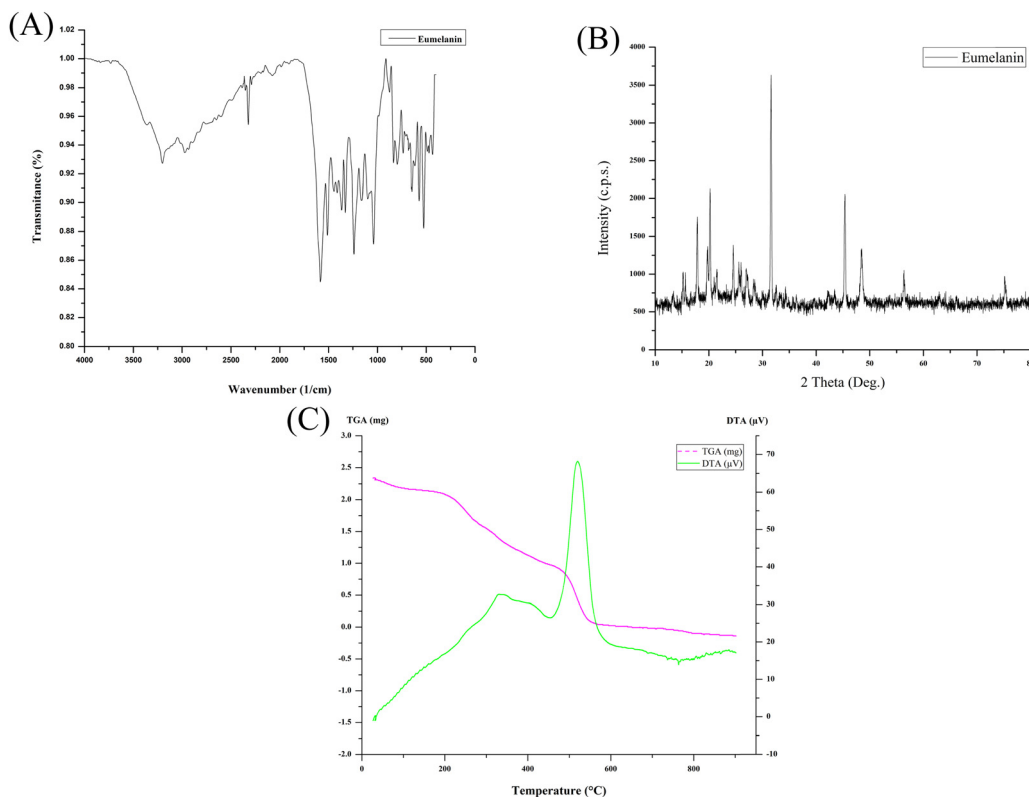 (A)
Eumelanin
1.02
1.00
0.98
0.96
0.94
0.92
0.90
0.88
0.86
0.84
0.82
0.80
Transmitance (%)
4000 3500 3000 2500 2000 1500 1000 500 0
Wavenumber (1/cm)
(B)
Eumelanin
4000
3500
3000
2500
2000
1500
1000
500
0
Intensity (c.p.s.)
10 20 30 40 50 60 70 80
2 Theta (Deg.)
(C)
TGA (mg)
DTA (µV)
TGA (mg)
DTA (µV)
3.0
2.5
2.0
1.5
1.0
0.5
0.0
-0.5
-1.0
-1.5
-2.0
70
60
50
40
30
20
10
0
-10
0 200 400 600 800
Temperature (°C)